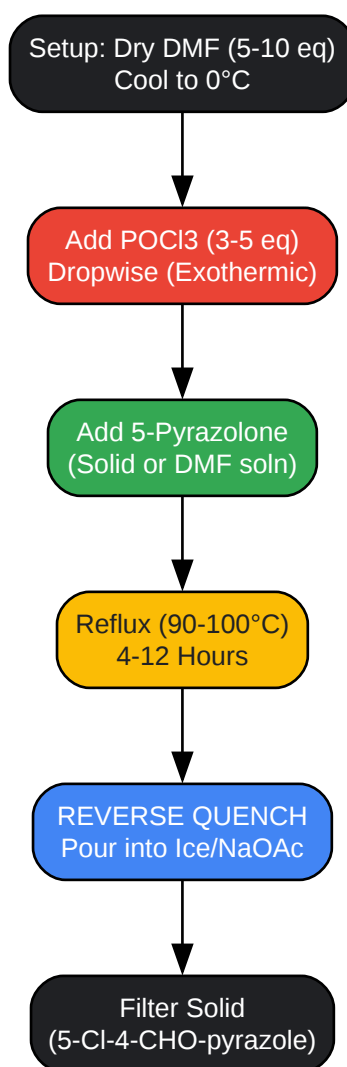 Setup: Dry DMF (5-10 eq)
Cool to 0°C
Add POCl3 (3-5 eq)
Dropwise (Exothermic)
Add 5-Pyrazolone
(Solid or DMF soln)
Reflux (90-100°C)
4-12 Hours
REVERSE QUENCH
Pour into Ice/NaOAc
Filter Solid
(5-Cl-4-CHO-pyrazole)